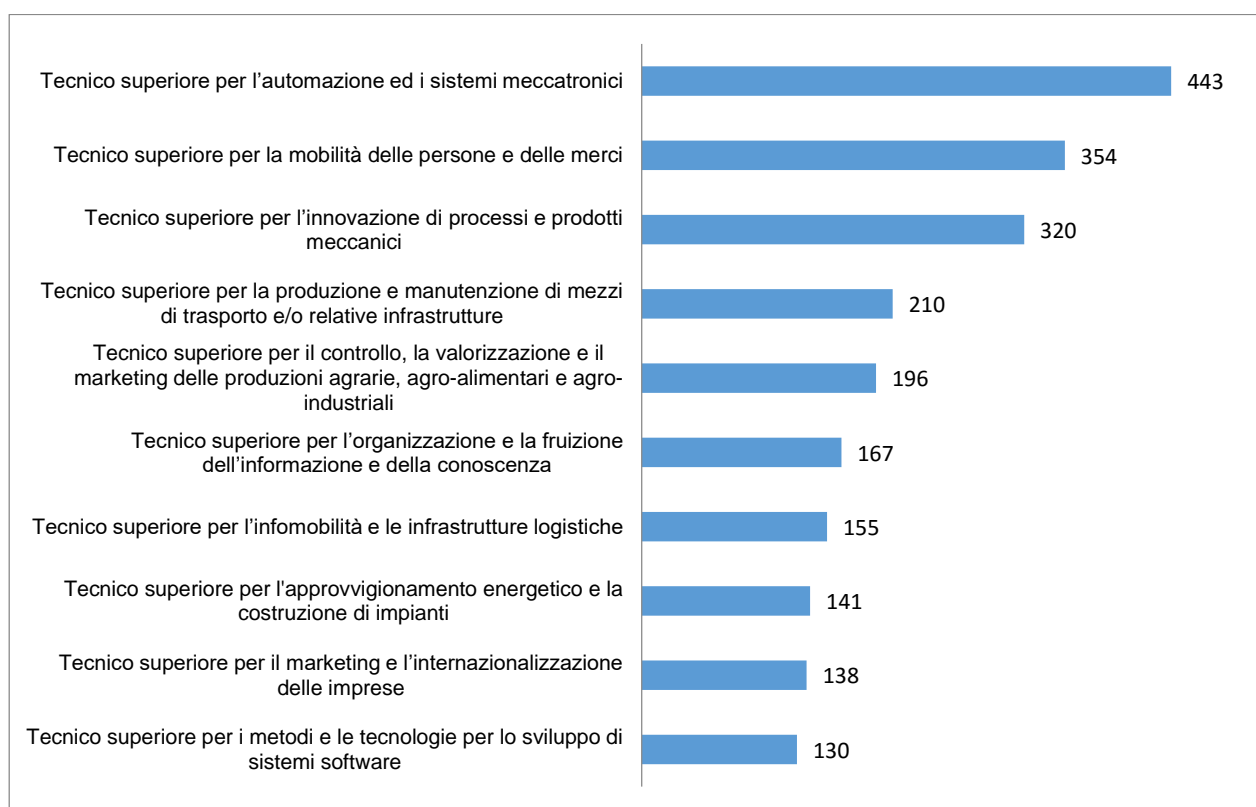 Tecnico superiore per l’automazione ed i sistemi meccatronici
443
Tecnico superiore per la mobilità delle persone e delle merci
354
Tecnico superiore per l’innovazione di processi e prodotti
meccanici
320
Tecnico superiore per la produzione e manutenzione di mezzi
di trasporto e/o relative infrastrutture
210
Tecnico superiore per il controllo, la valorizzazione e il
marketing delle produzioni agrarie, agro-alimentari e agro-
industriali
196
Tecnico superiore per l’organizzazione e la fruizione
dell’informazione e della conoscenza
167
Tecnico superiore per l’infomobilità e le infrastrutture logistiche
155
Tecnico superiore per l'approvvigionamento energetico e la
costruzione di impianti
141
Tecnico superiore per il marketing e l’internazionalizzazione
delle imprese
138
Tecnico superiore per i metodi e le tecnologie per lo sviluppo di
sistemi software
130